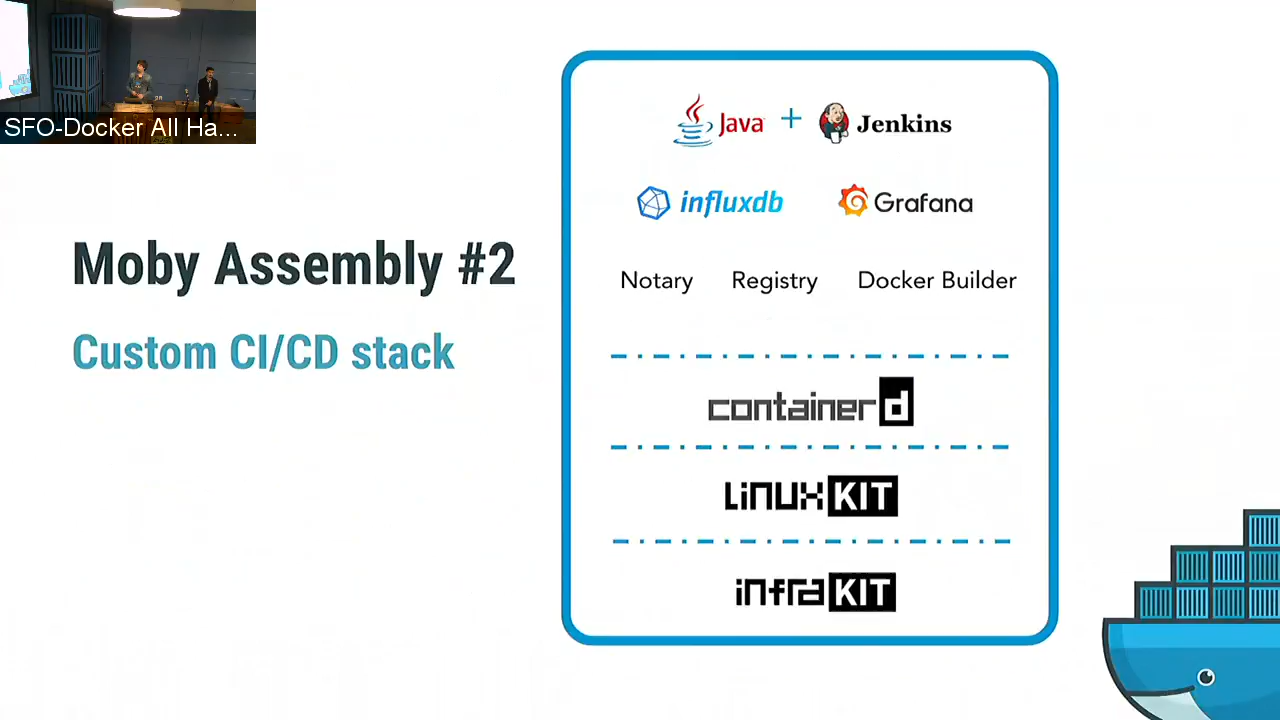 SFO-Docker All Ha...
Java + Jenkins
influxdb Grafana
Moby Assembly #2
Custom CI/CD stack
Notary Registry Docker Builder
containerd
LINUXKIT
infraKIT